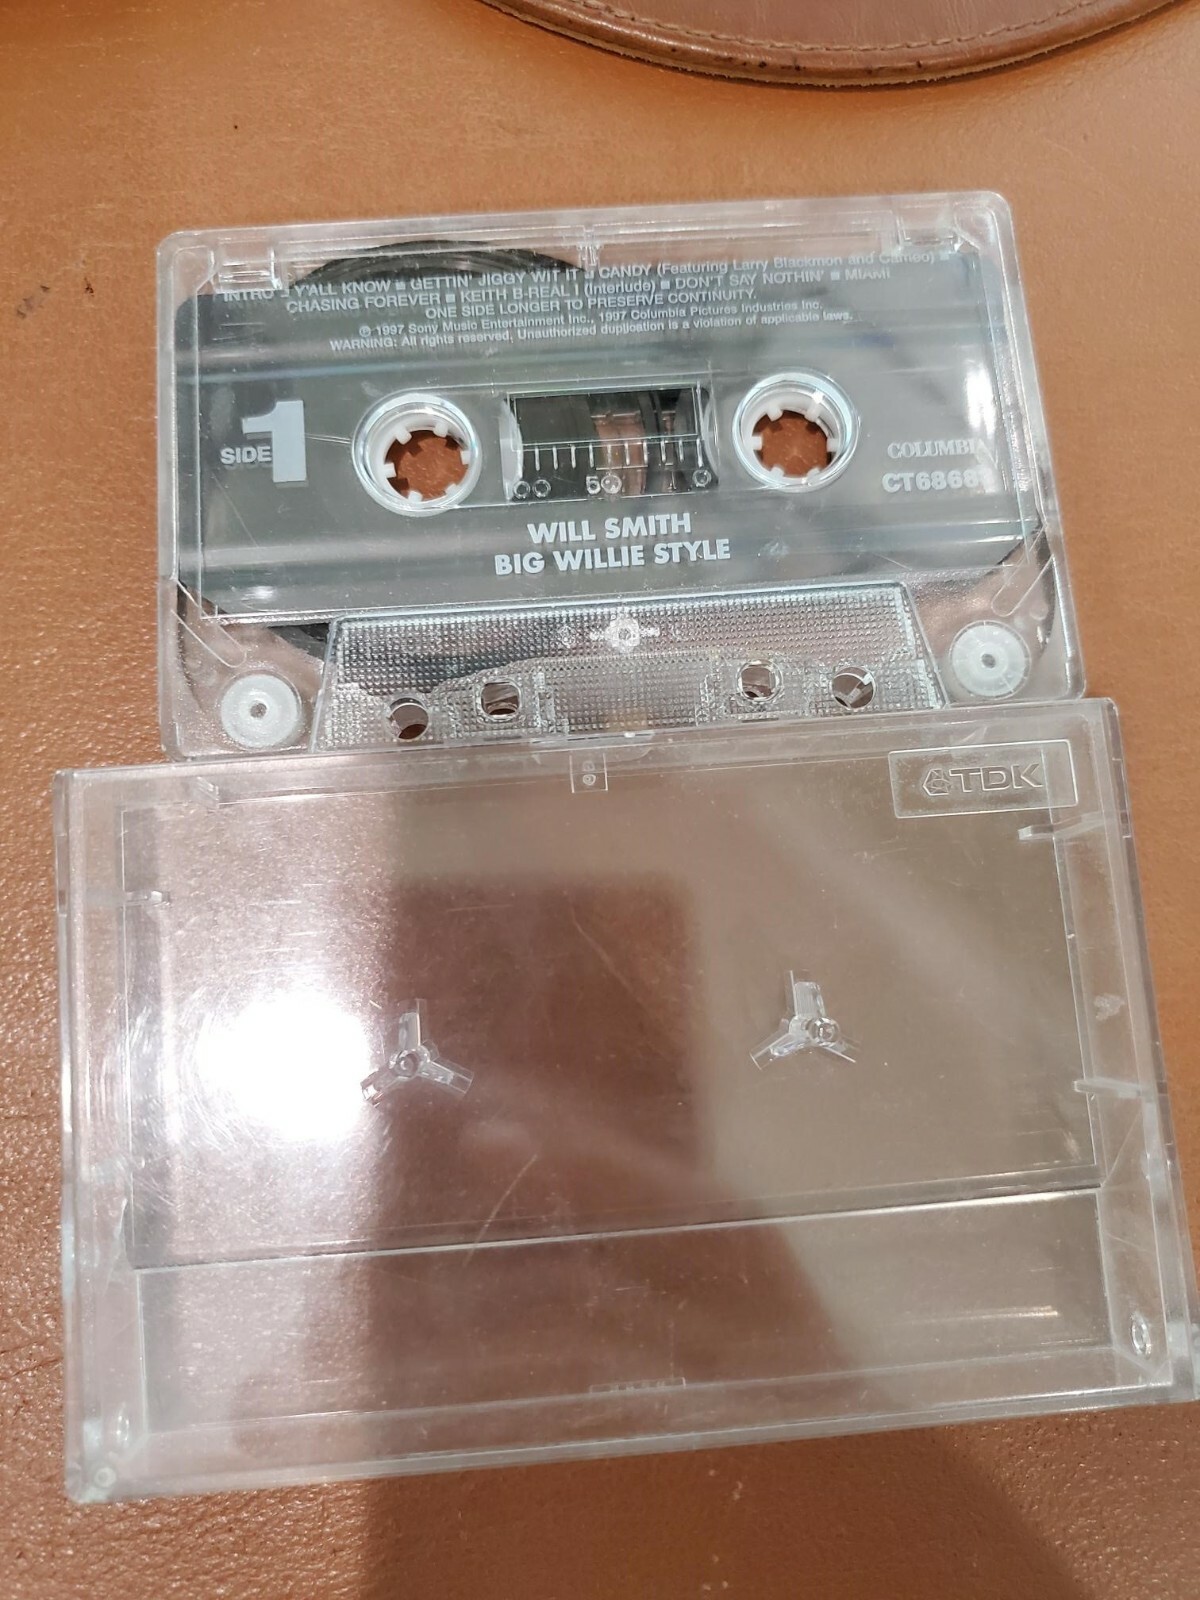 INTRO ■ Y'ALL KNOW ■ GETTIN' JIGGY WIT IT ■ CANDY (Featuring Larry Blackmon and Cameo) ■
CHASING FOREVER ■ KEITH B-REAL I (Interlude) ■ DON'T SAY NOTHIN' ■ MIAMI
ONE SIDE LONGER TO PRESERVE CONTINUITY.
℗ 1997 Sony Music Entertainment Inc., 1997 Columbia Pictures Industries Inc.
WARNING: All rights reserved. Unauthorized duplication is a violation of applicable laws.
SIDE 1
50
COLUMBIA
WILL SMITH
BIG WILLIE STYLE
TDK